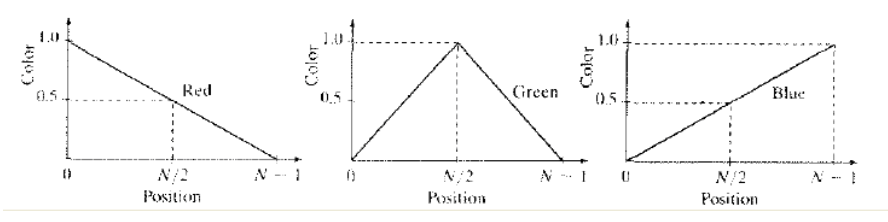 1.0
Color
0.5
Red
0
N/2
N - 1
Position
1.0
Color
0.5
Green
0
N/2
N - 1
Position
1.0
Color
0.5
Blue
0
N/2
N - 1
Position